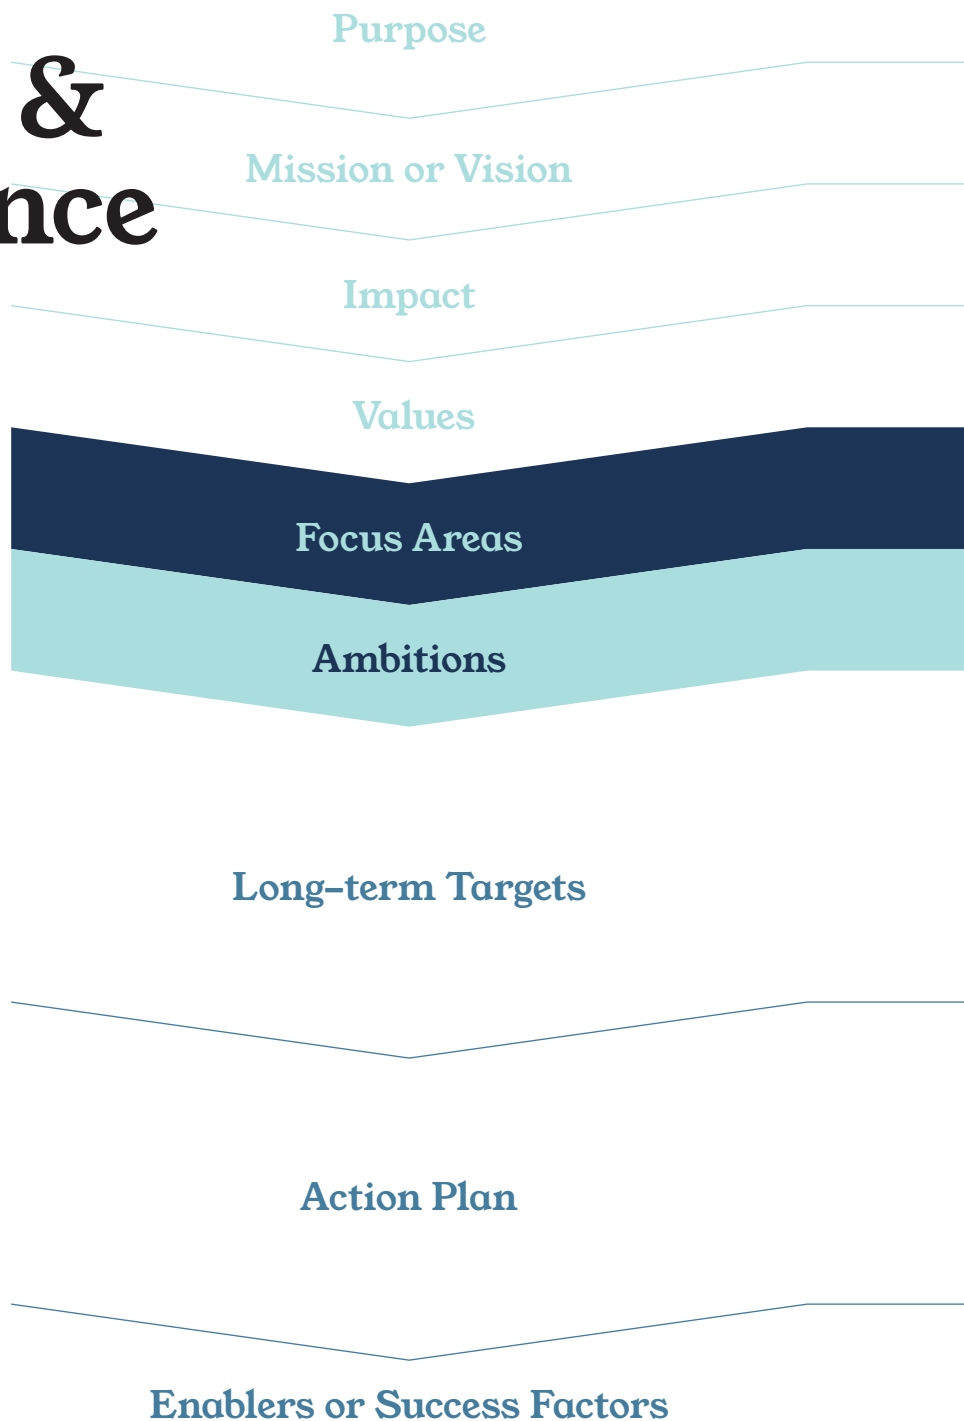 Purpose
&
Mission or Vision
nce
Impact
Values
Focus Areas
Ambitions
Long-term Targets
Action Plan
Enablers or Success Factors